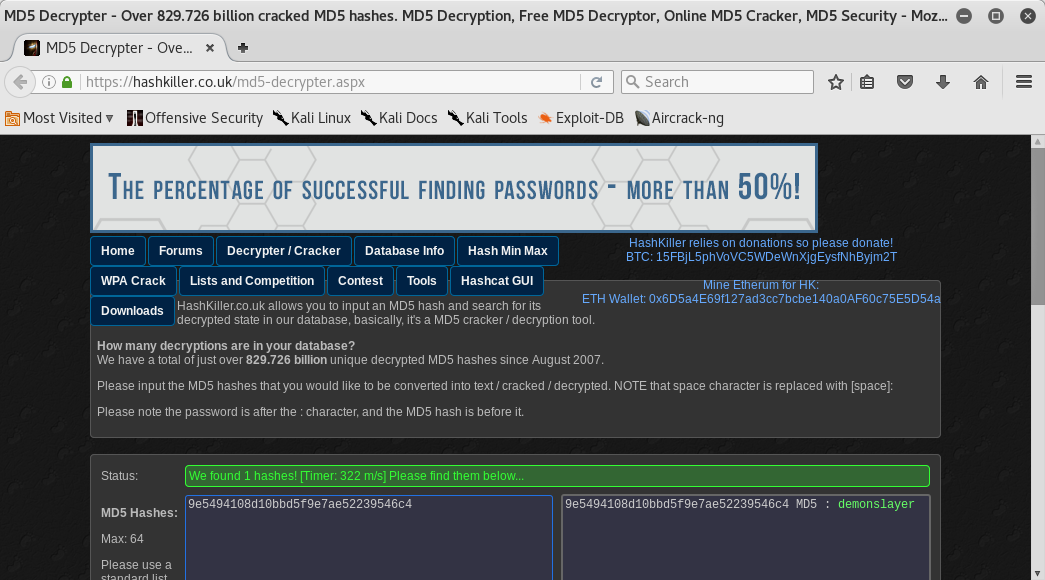 MD5 Decrypter - Over 829.726 billion cracked MD5 hashes. MD5 Decryption, Free MD5 Decryptor, Online MD5 Cracker, MD5 Security - Moz...
MD5 Decrypter - Ove...
https://hashkiller.co.uk/md5-decrypter.aspx
Search
Most Visited
Offensive Security
Kali Linux
Kali Docs
Kali Tools
Exploit-DB
Aircrack-ng
The percentage of successful finding passwords - more than 50%!
Home
Forums
Decrypter / Cracker
Database Info
Hash Min Max
HashKiller relies on donations so please donate!
BTC: 15FBjL5phVoVC5WDeWnXjgEysfNhByjm2T
WPA Crack
Lists and Competition
Contest
Tools
Hashcat GUI
Mine Etherum for HK:
ETH Wallet: 0x6D5a4E69f127ad3cc7bcbe140a0AF60c75E5D54a
Downloads
HashKiller.co.uk allows you to input an MD5 hash and search for its
decrypted state in our database, basically, it's a MD5 cracker / decryption tool.
How many decryptions are in your database?
We have a total of just over 829.726 billion unique decrypted MD5 hashes since August 2007.
Please input the MD5 hashes that you would like to be converted into text / cracked / decrypted. NOTE that space character is replaced with [space]:
Please note the password is after the : character, and the MD5 hash is before it.
Status:
We found 1 hashes! [Timer: 322 m/s] Please find them below...
MD5 Hashes:
9e5494108d10bbd5f9e7ae52239546c4
9e5494108d10bbd5f9e7ae52239546c4 MD5 : demonslayer
Max: 64
Please use a
standard list